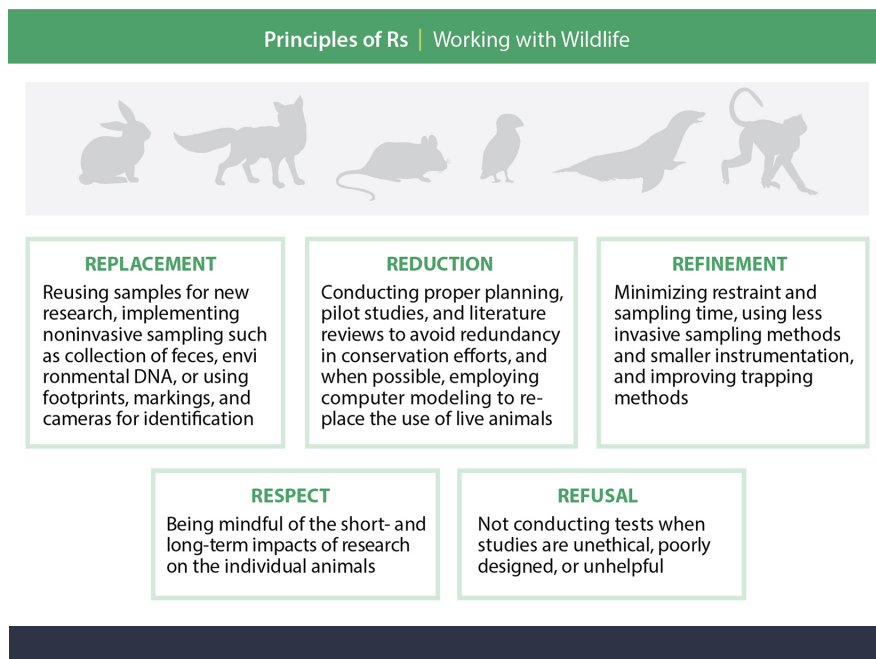 Principles of Rs | Working with Wildlife
REPLACEMENT
Reusing samples for new
research, implementing
noninvasive sampling such
as collection of feces, envi
ronmental DNA, or using
footprints, markings, and
cameras for identification
REDUCTION
Conducting proper planning,
pilot studies, and literature
reviews to avoid redundancy
in conservation efforts, and
when possible, employing
computer modeling to re-
place the use of live animals
REFINEMENT
Minimizing restraint and
sampling time, using less
invasive sampling methods
and smaller instrumentation,
and improving trapping
methods
RESPECT
Being mindful of the short- and
long-term impacts of research
on the individual animals
REFUSAL
Not conducting tests when
studies are unethical, poorly
designed, or unhelpful